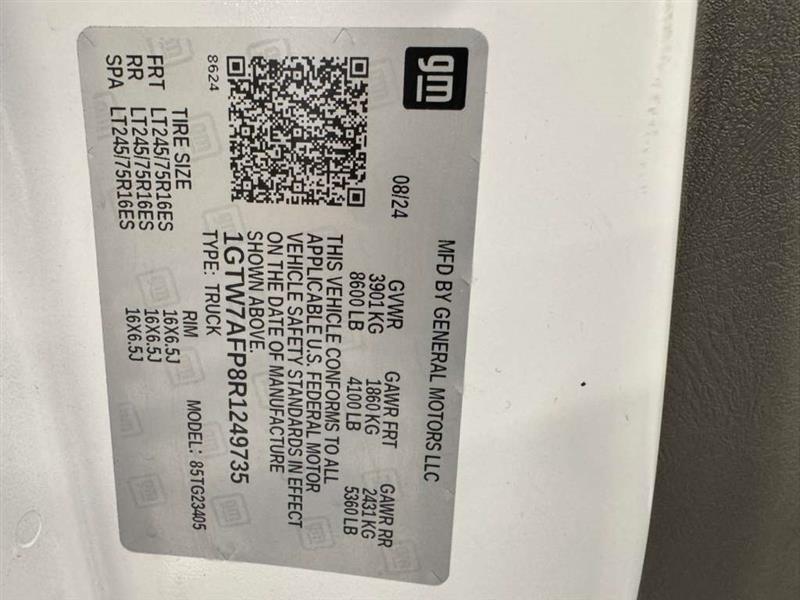 gm
MFD BY GENERAL MOTORS LLC
08/24 GVWR GAWR FRT GAWR RR
3901 KG 1860 KG 2431 KG
8600 LB 4100 LB 5360 LB
THIS VEHICLE CONFORMS TO ALL
APPLICABLE U.S. FEDERAL MOTOR
VEHICLE SAFETY STANDARDS IN EFFECT
ON THE DATE OF MANUFACTURE
SHOWN ABOVE.
1GTW7AFP8R1249735
8624 TYPE: TRUCK MODEL: 85TG23405
TIRE SIZE RIM
FRT LT245/75R16ES 16X6.5J
RR LT245/75R16ES 16X6.5J
SPA LT245/75R16ES 16X6.5J